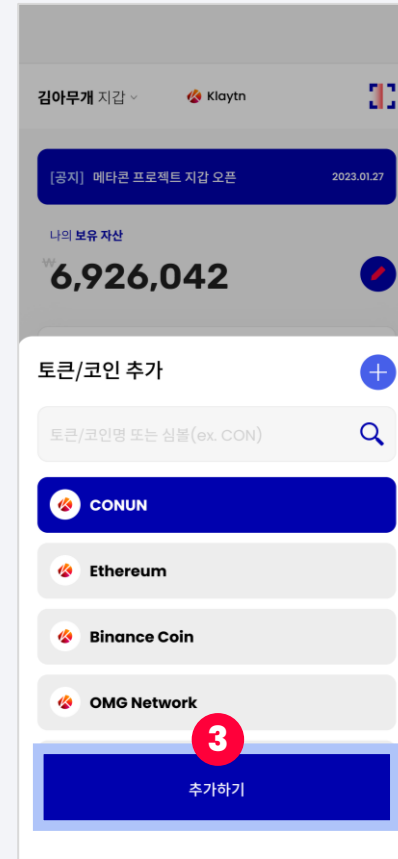 김아무개 지갑
Klaytn
[공지] 메타콘 프로젝트 지갑 오픈 2023.01.27
나의 보유 자산
₩6,926,042
토큰/코인 추가
토큰/코인명 또는 심볼(ex. CON)
CONUN
Ethereum
Binance Coin
OMG Network
3
추가하기